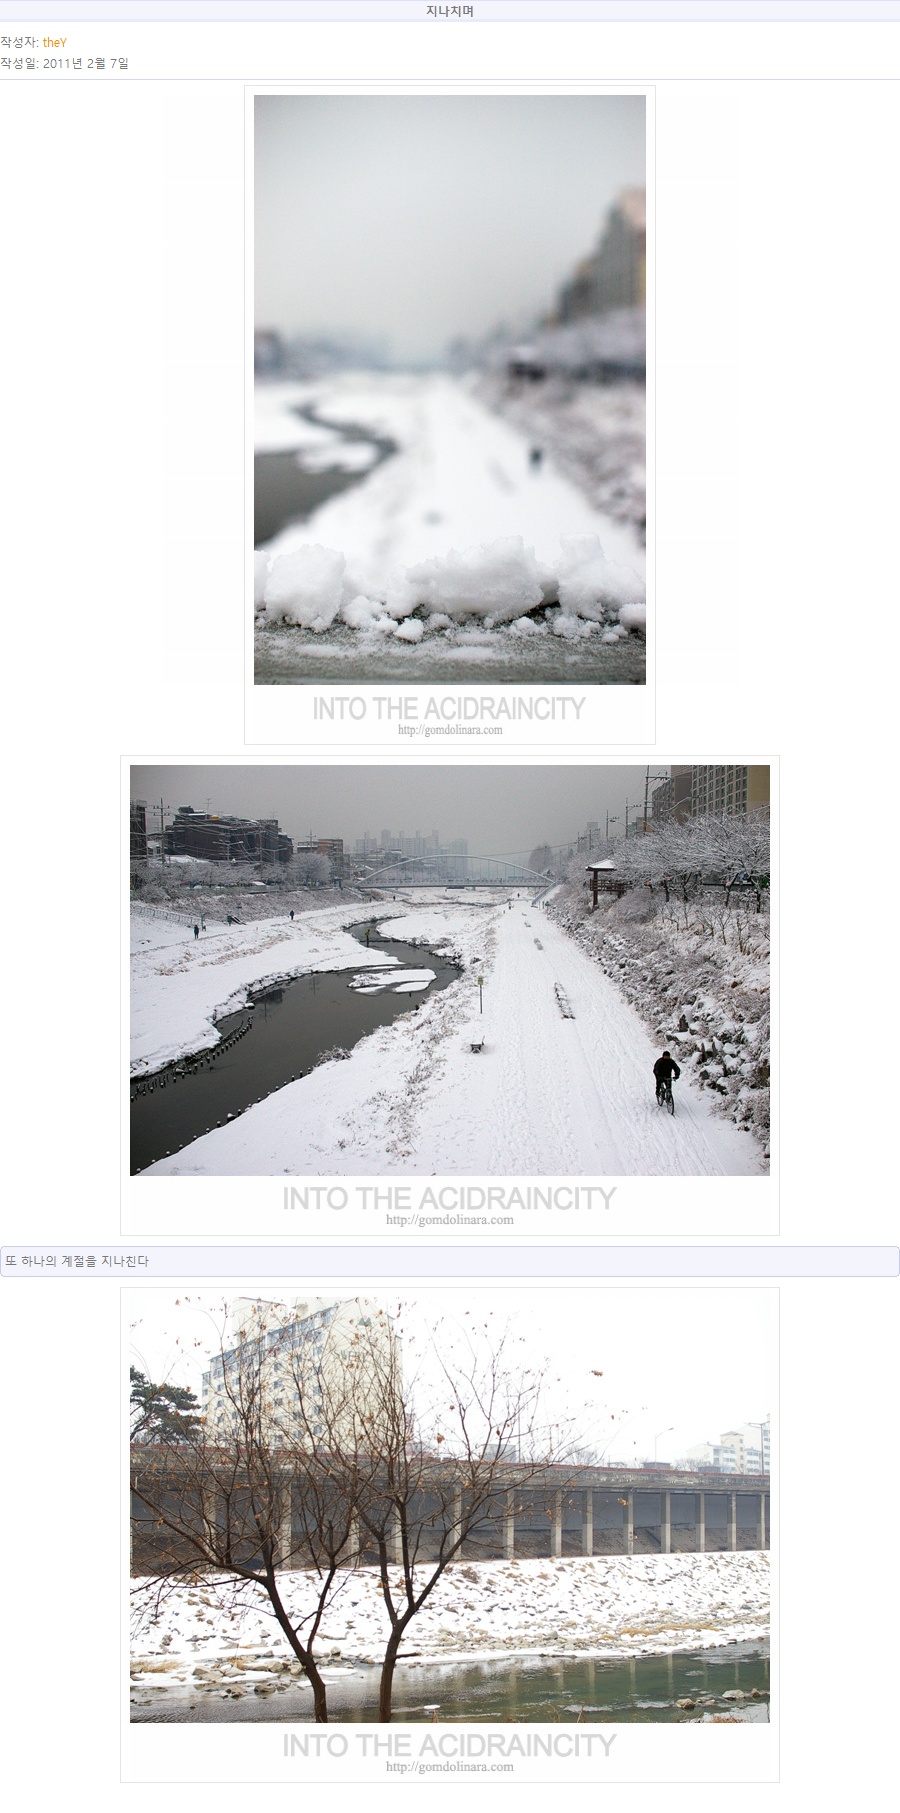 지나치며
작성자: theY
작성일: 2011년 2월 7일
INTO THE ACIDRAINCITY
http://gomdolinara.com
INTO THE ACIDRAINCITY
http://gomdolinara.com
또 하나의 계절을 지나친다
INTO THE ACIDRAINCITY
http://gomdolinara.com